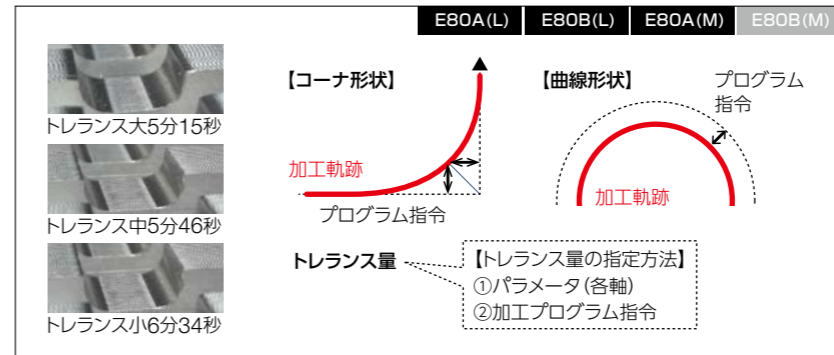 E80A(L) E80B(L) E80A(M) E80B(M)
トレランス大5分15秒
トレランス中5分46秒
トレランス小6分34秒
【コーナ形状】
加工軌跡
プログラム指令
【曲線形状】
プログラム
指令
加工軌跡
トレランス量
【トレランス量の指定方法】
①パラメータ(各軸)
②加工プログラム指令